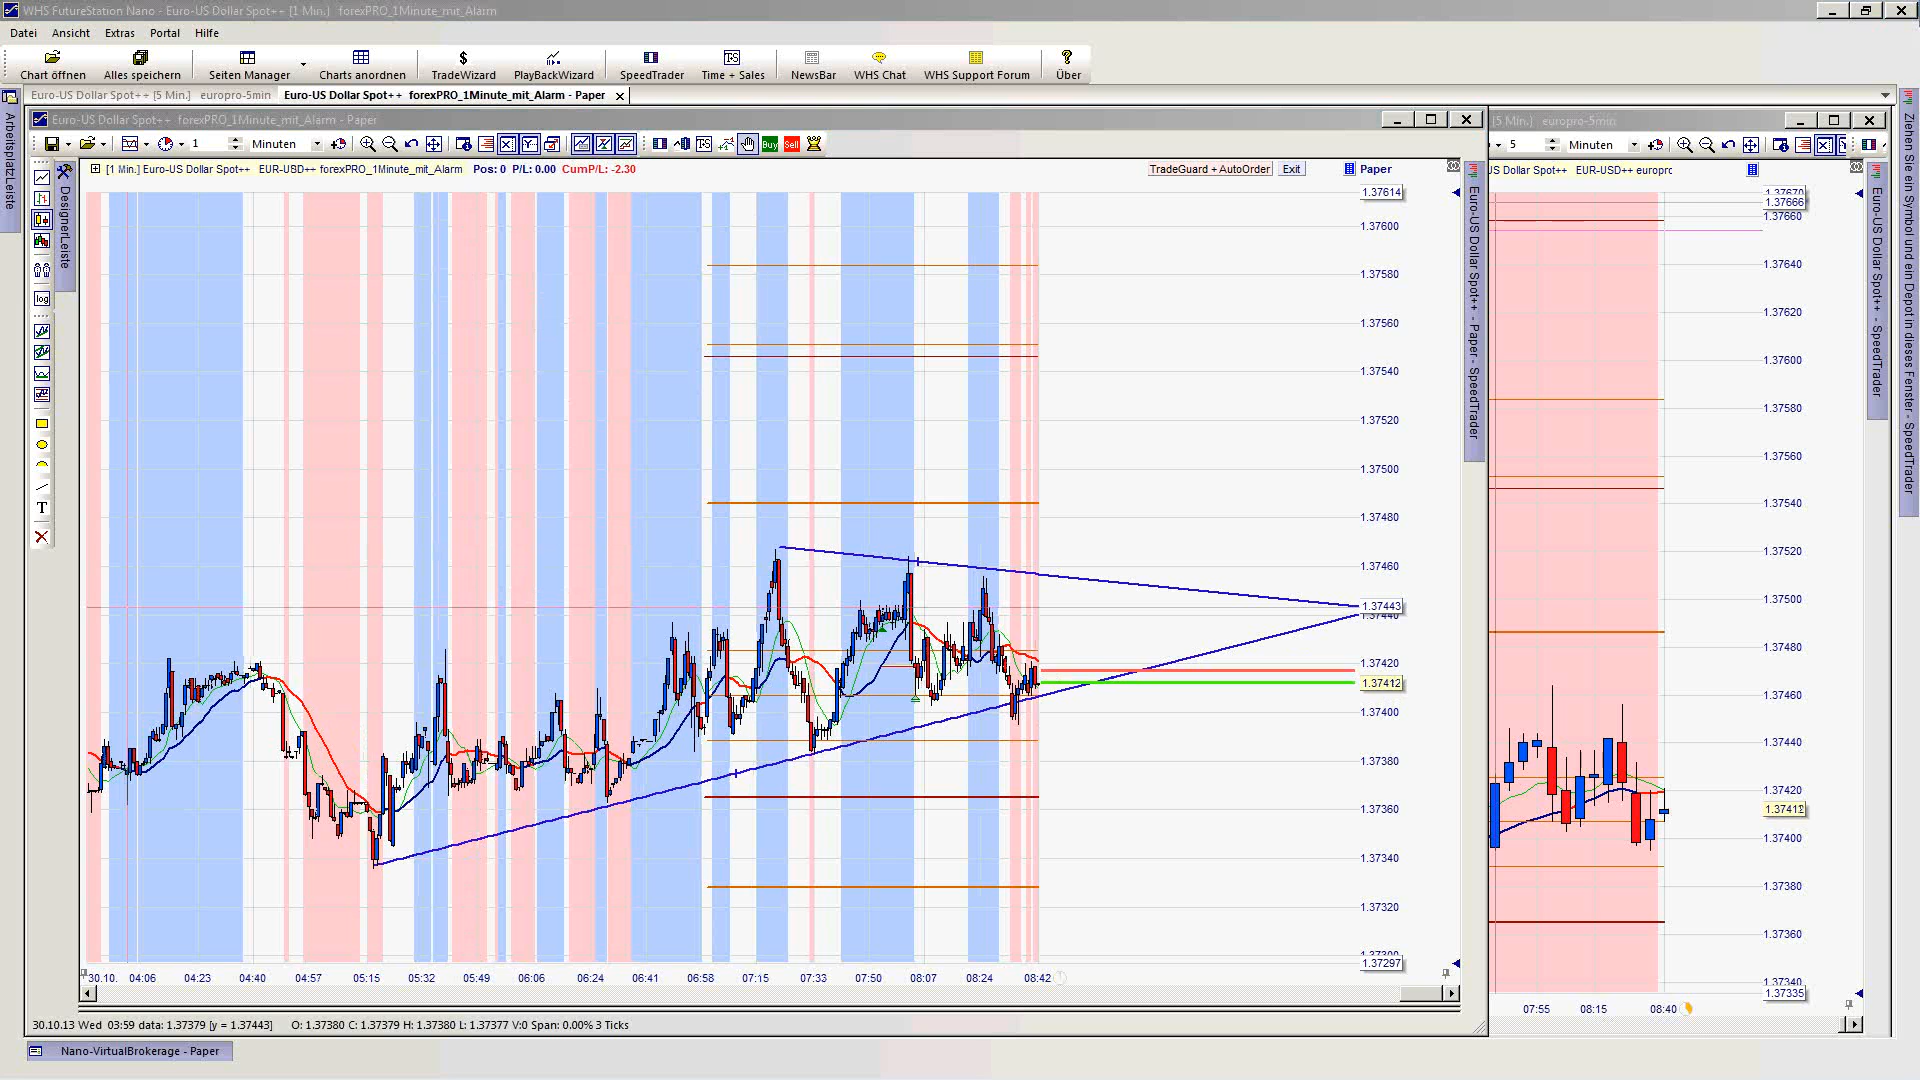 WHS FutureStation Nano - Euro-US Dollar Spot++ [1 Min.] forexPRO_1Minute_mit_Alarm
Datei Ansicht Extras Portal Hilfe
Chart öffnen Alles speichern Seiten Manager Charts anordnen TradeWizard PlayBackWizard SpeedTrader Time + Sales NewsBar WHS Chat WHS Support Forum Über
Euro-US Dollar Spot++ [5 Min.] europro-5min Euro-US Dollar Spot++ forexPRO_1Minute_mit_Alarm - Paper
Euro-US Dollar Spot++ forexPRO_1Minute_mit_Alarm - Paper
[5 Min.] europro-5min
1 Minuten Buy Sell
5 Minuten
[1 Min.] Euro-US Dollar Spot++ EUR-USD++ forexPRO_1Minute_mit_Alarm Pos: 0 P/L: 0.00 CumP/L: -2.30
TradeGuard + AutoOrder Exit Paper
US Dollar Spot++ EUR-USD++ europro
ArbeitsplatzLeiste
DesignerLeiste
log
T
1.37614
1.37600
1.37580
1.37560
1.37540
1.37520
1.37500
1.37480
1.37460
1.37443
1.37440
1.37420
1.37412
1.37400
1.37380
1.37360
1.37340
1.37320
1.37300
1.37297
30.10. 04:06 04:23 04:40 04:57 05:15 05:32 05:49 06:06 06:24 06:41 06:58 07:15 07:33 07:50 08:07 08:24 08:42
Euro-US Dollar Spot++ - Paper - SpeedTrader
1.37670
1.37666
1.37660
1.37640
1.37620
1.37600
1.37580
1.37560
1.37540
1.37520
1.37500
1.37480
1.37460
1.37440
1.37420
1.37412
1.37400
1.37380
1.37360
1.37340
1.37335
07:55 08:15 08:40
Euro-US Dollar Spot++ - SpeedTrader
Ziehen Sie ein Symbol und ein Depot in dieses Fenster - SpeedTrader
30.10.13 Wed 03:59 data: 1.37379 [y = 1.37443] O: 1.37380 C: 1.37379 H: 1.37380 L: 1.37377 V:0 Span: 0.00% 3 Ticks
Nano-VirtualBrokerage - Paper